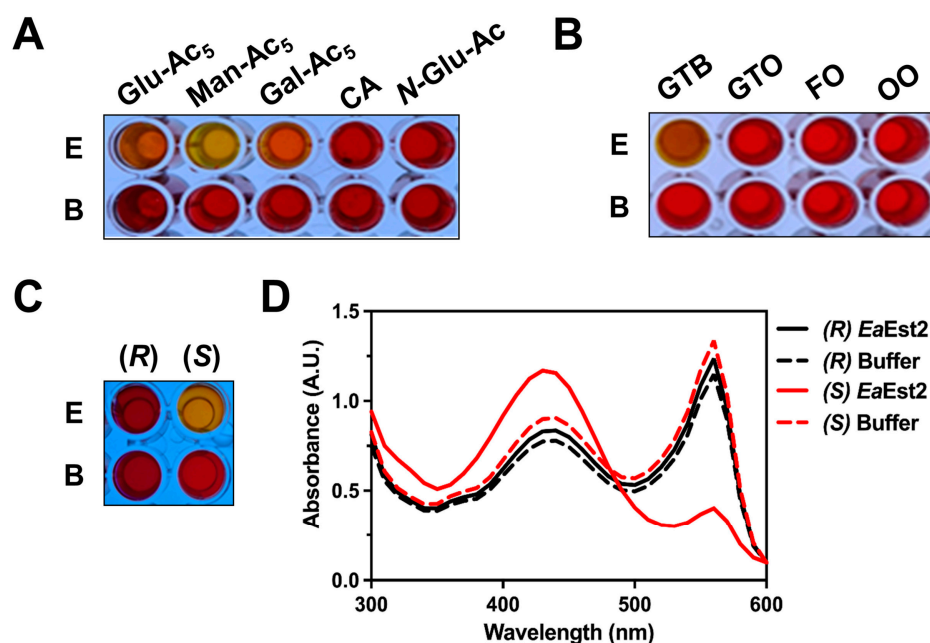 A
Glu-Ac5 Man-Ac5 Gal-Ac5 CA N-Glu-Ac
E
B
B
GTB GTO FO OO
E
B
C
(R) (S)
E
B
D
1.5
1.0
0.5
0.0
Absorbance (A.U.)
300 400 500 600
Wavelength (nm)
(R) EaEst2
(R) Buffer
(S) EaEst2
(S) Buffer